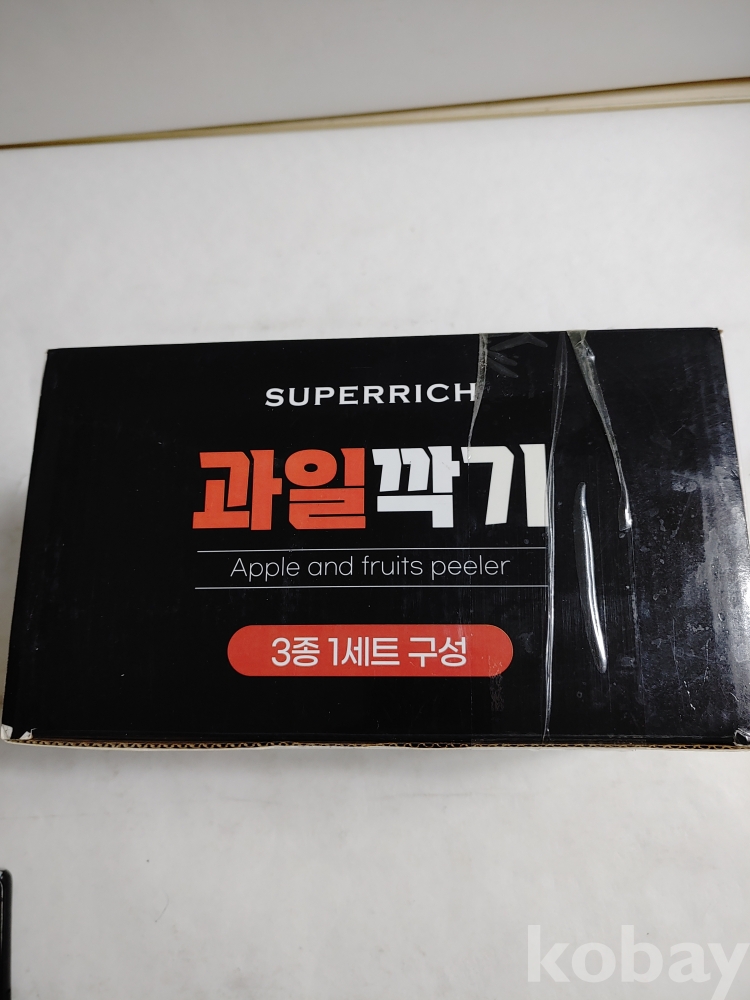 SUPERRICH
과일깍기
Apple and fruits peeler
3종 1세트 구성
kobay